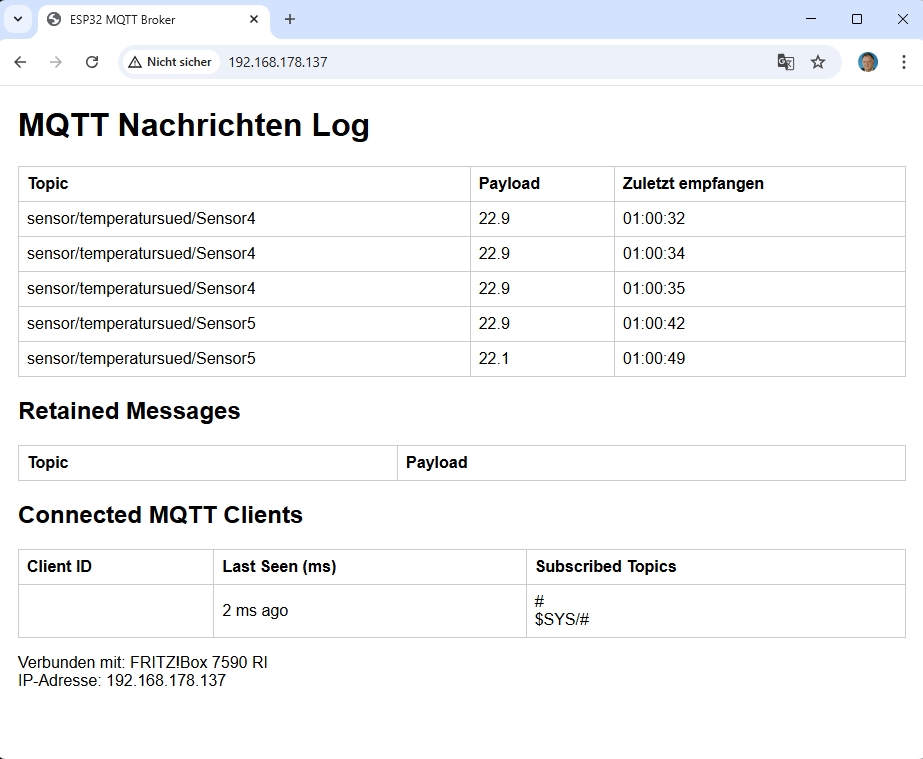 ESP32 MQTT Broker
Nicht sicher 192.168.178.137
MQTT Nachrichten Log
Topic Payload Zuletzt empfangen
sensor/temperatursued/Sensor4 22.9 01:00:32
sensor/temperatursued/Sensor4 22.9 01:00:34
sensor/temperatursued/Sensor4 22.9 01:00:35
sensor/temperatursued/Sensor5 22.9 01:00:42
sensor/temperatursued/Sensor5 22.1 01:00:49
Retained Messages
Topic Payload
Connected MQTT Clients
Client ID Last Seen (ms) Subscribed Topics
2 ms ago #
$SYS/#
Verbunden mit: FRITZ!Box 7590 RI
IP-Adresse: 192.168.178.137